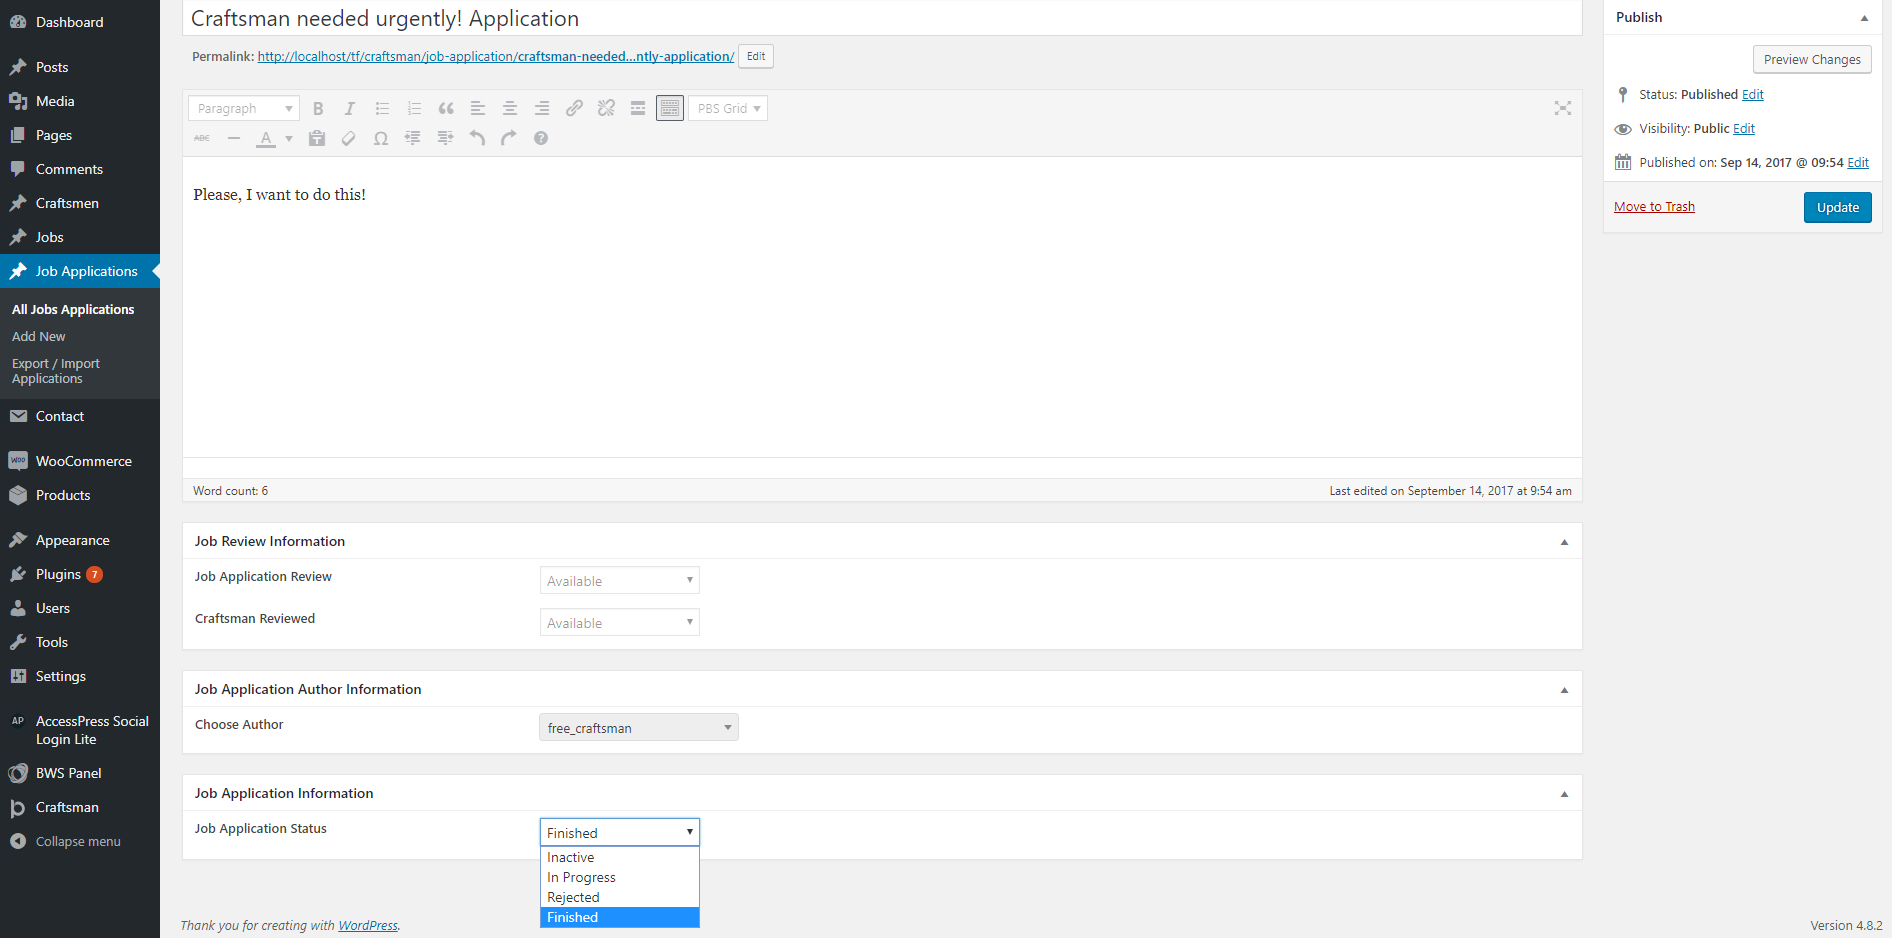 Dashboard
Posts
Media
Pages
Comments
Craftsmen
Jobs
Job Applications
All Jobs Applications
Add New
Export / Import
Applications
Contact
WOO WooCommerce
Products
Appearance
Plugins 7
Users
Tools
Settings
AP AccessPress Social
Login Lite
BWS Panel
Craftsman
Collapse menu
Craftsman needed urgently! Application
Permalink: http://localhost/tf/craftsman/job-application/craftsman-needed...ntly-application/ Edit
Paragraph B I PBS Grid
ABC A Ω ?
Please, I want to do this!
Word count: 6 Last edited on September 14, 2017 at 9:54 am
Job Review Information
Job Application Review Available
Craftsman Reviewed Available
Job Application Author Information
Choose Author free_craftsman
Job Application Information
Job Application Status Finished
Inactive
In Progress
Rejected
Finished
Thank you for creating with WordPress. Version 4.8.2
Publish
Preview Changes
Status: Published Edit
Visibility: Public Edit
Published on: Sep 14, 2017 @ 09:54 Edit
Move to Trash Update